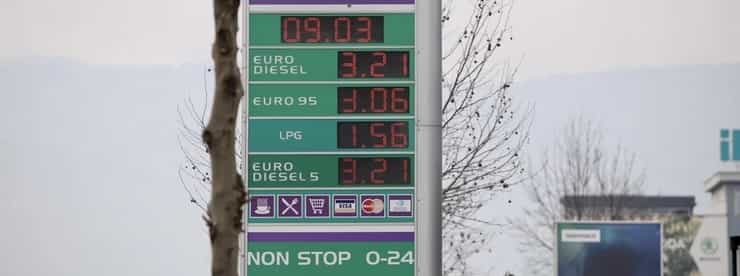 09.03
EURO DIESEL 3.21
EURO 95 3.06
LPG 1.56
EURO DIESEL 5 3.21
VISA
NON STOP 0-24